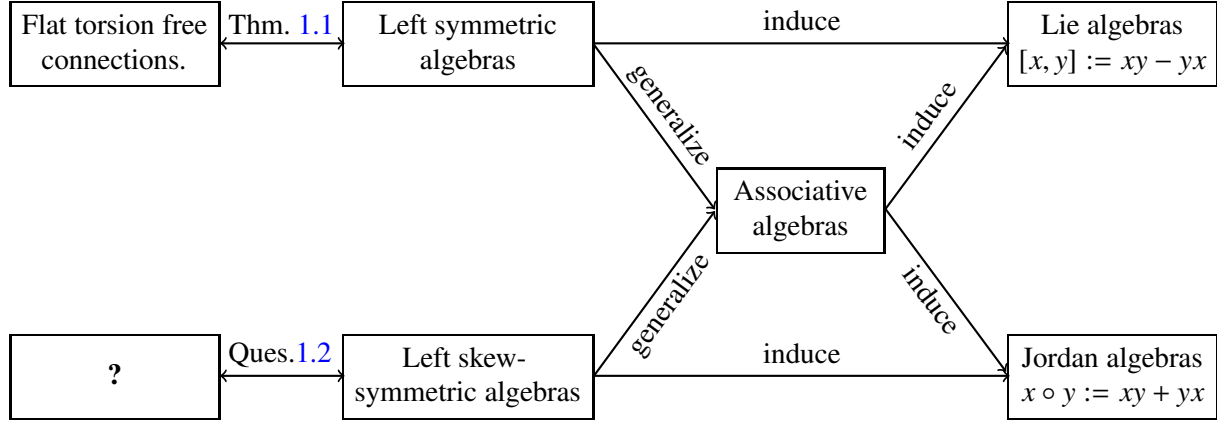 Flat torsion free
connections.
Thm. 1.1
Left symmetric
algebras
induce
Lie algebras
[x, y] := xy − yx
generalize
induce
Associative
algebras
generalize
induce
?
Ques.1.2
Left skew-
symmetric algebras
induce
Jordan algebras
x ∘ y := xy + yx